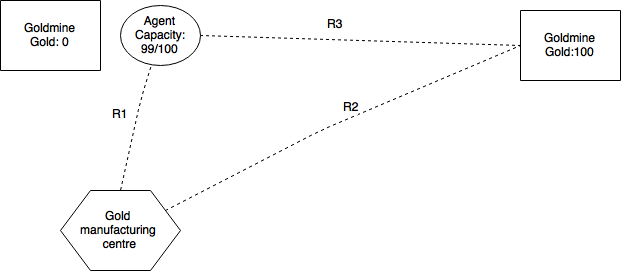 Goldmine
Gold: 0
Agent
Capacity:
99/100
R3
Goldmine
Gold:100
R1
R2
Gold
manufacturing
centre